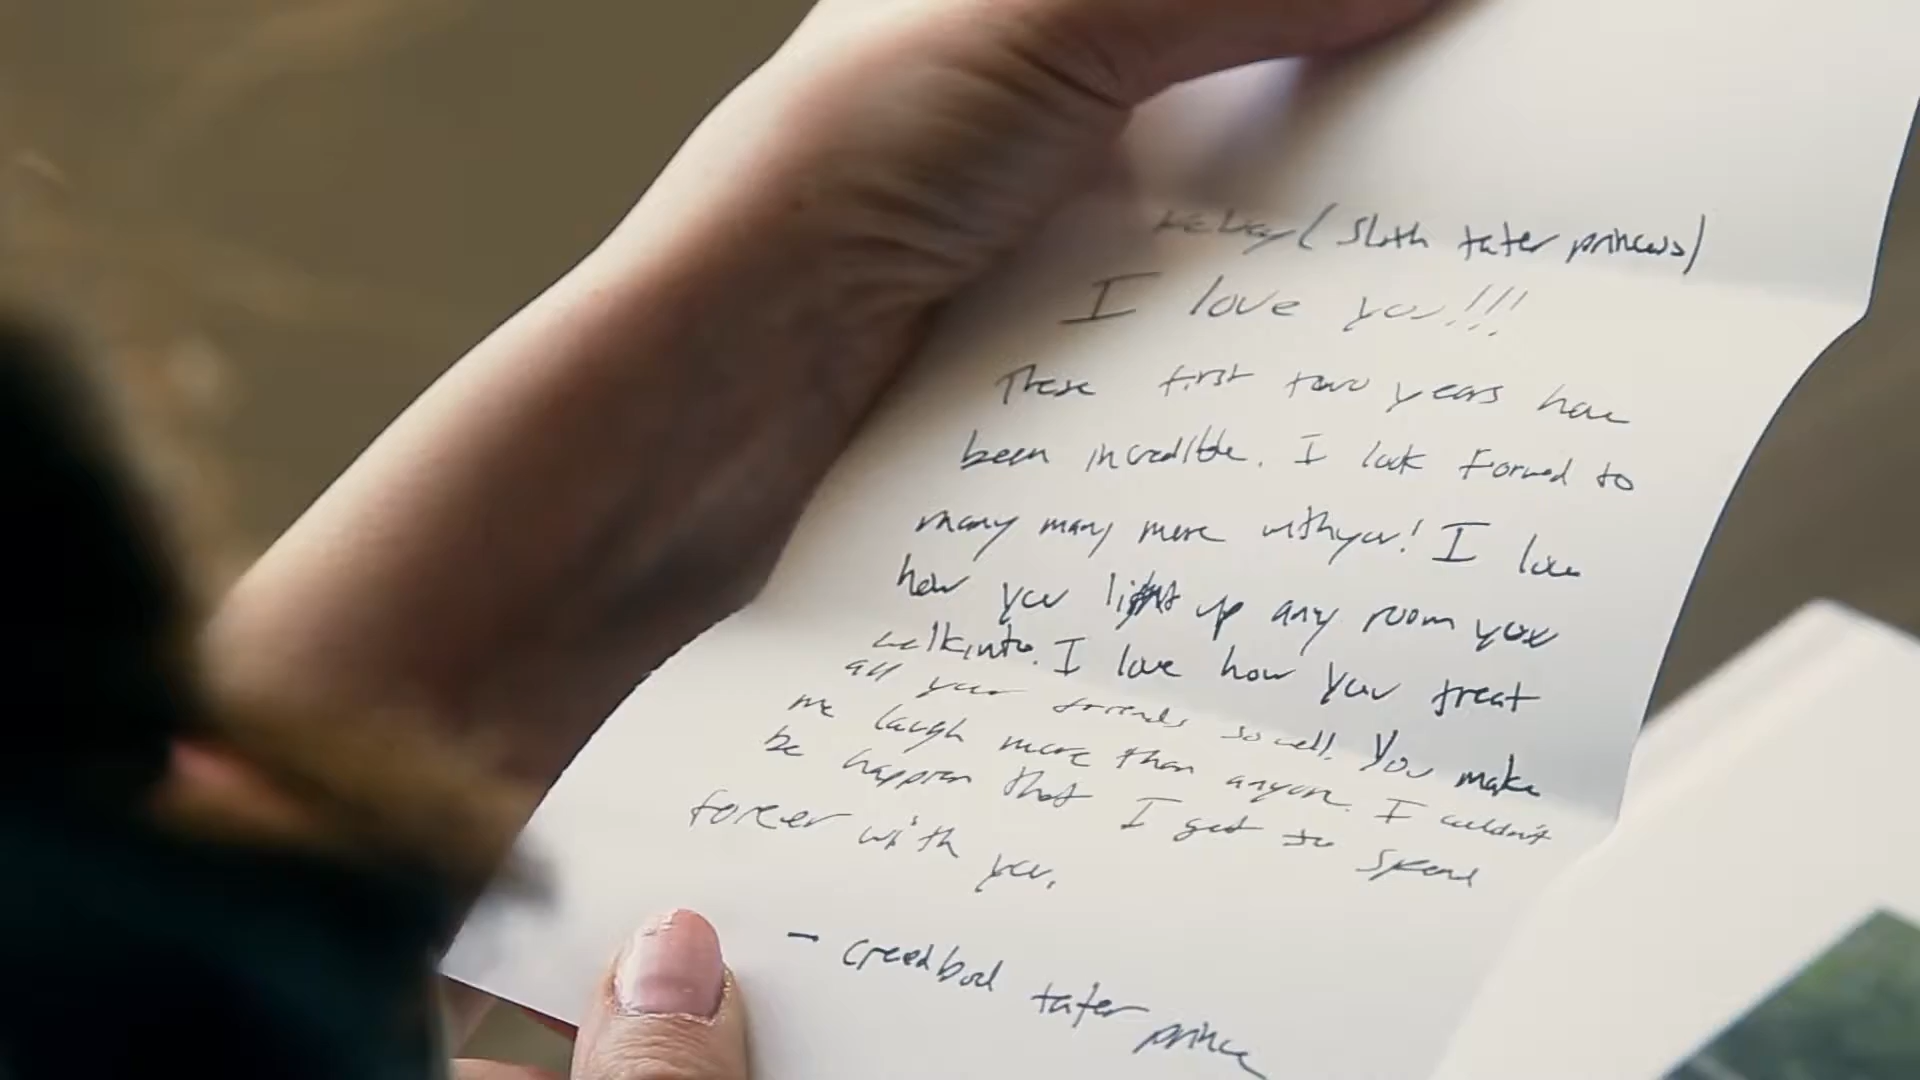 Kelsey (sloth tater princess)
I love you!!!
These first two years have
been incredible. I look forward to
many many more with you! I love
how you light up any room you
walk into. I love how you treat
all your friends so well. You make
me laugh more than anyone. I couldn't
be happier that I get to spend
forever with you.
- creedbod tater prince